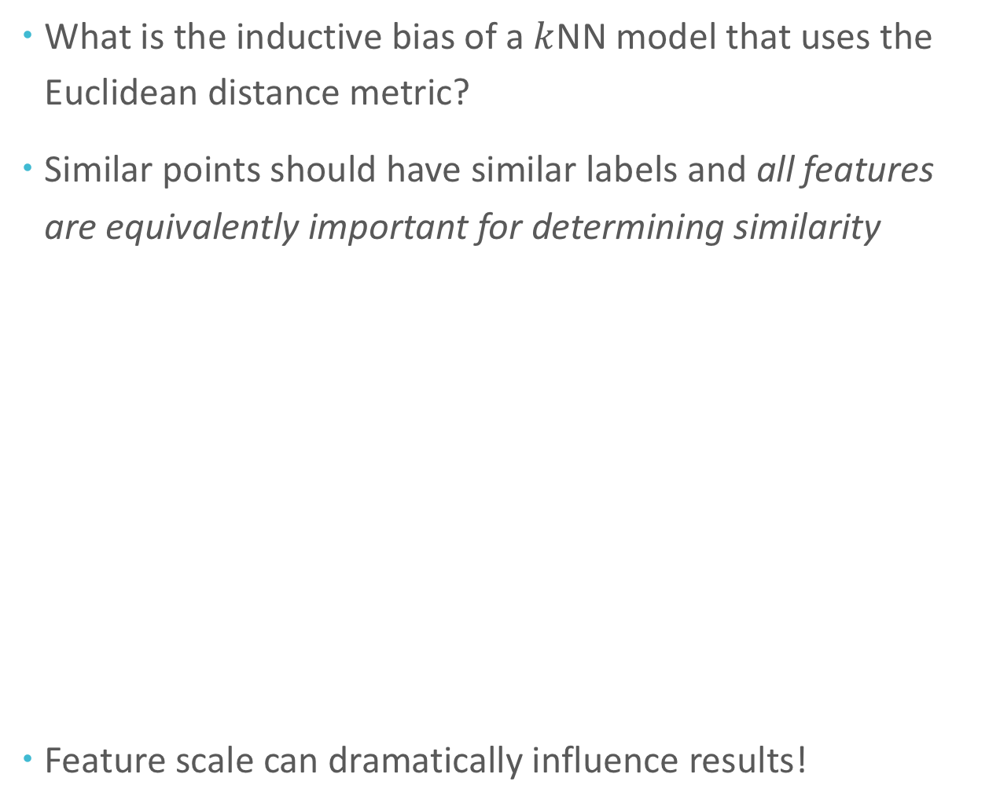 • What is the inductive bias of a 𝑘NN model that uses the
Euclidean distance metric?
• Similar points should have similar labels and all features
are equivalently important for determining similarity
• Feature scale can dramatically influence results!